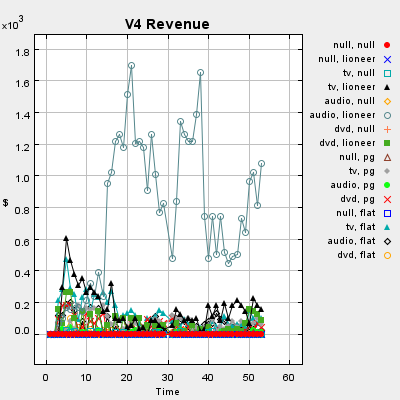 V4 Revenue
×10³
1.8
1.6
1.4
1.2
1.0
0.8
0.6
0.4
0.2
0.0
$
0 10 20 30 40 50 60
Time
null, null
null, lioneer
tv, null
tv, lioneer
audio, null
audio, lioneer
dvd, null
dvd, lioneer
null, pg
tv, pg
audio, pg
dvd, pg
null, flat
tv, flat
audio, flat
dvd, flat